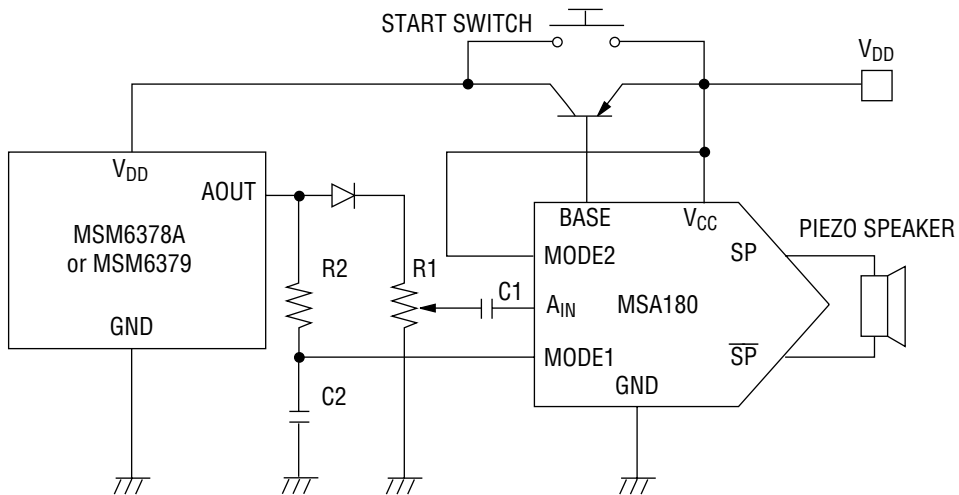 START SWITCH
V_DD
V_DD
AOUT
MSM6378A
or MSM6379
GND
R2
R1
C1
C2
BASE
V_CC
MODE2
SP
A_IN
MSA180
MODE1
S̅P̅
GND
PIEZO SPEAKER